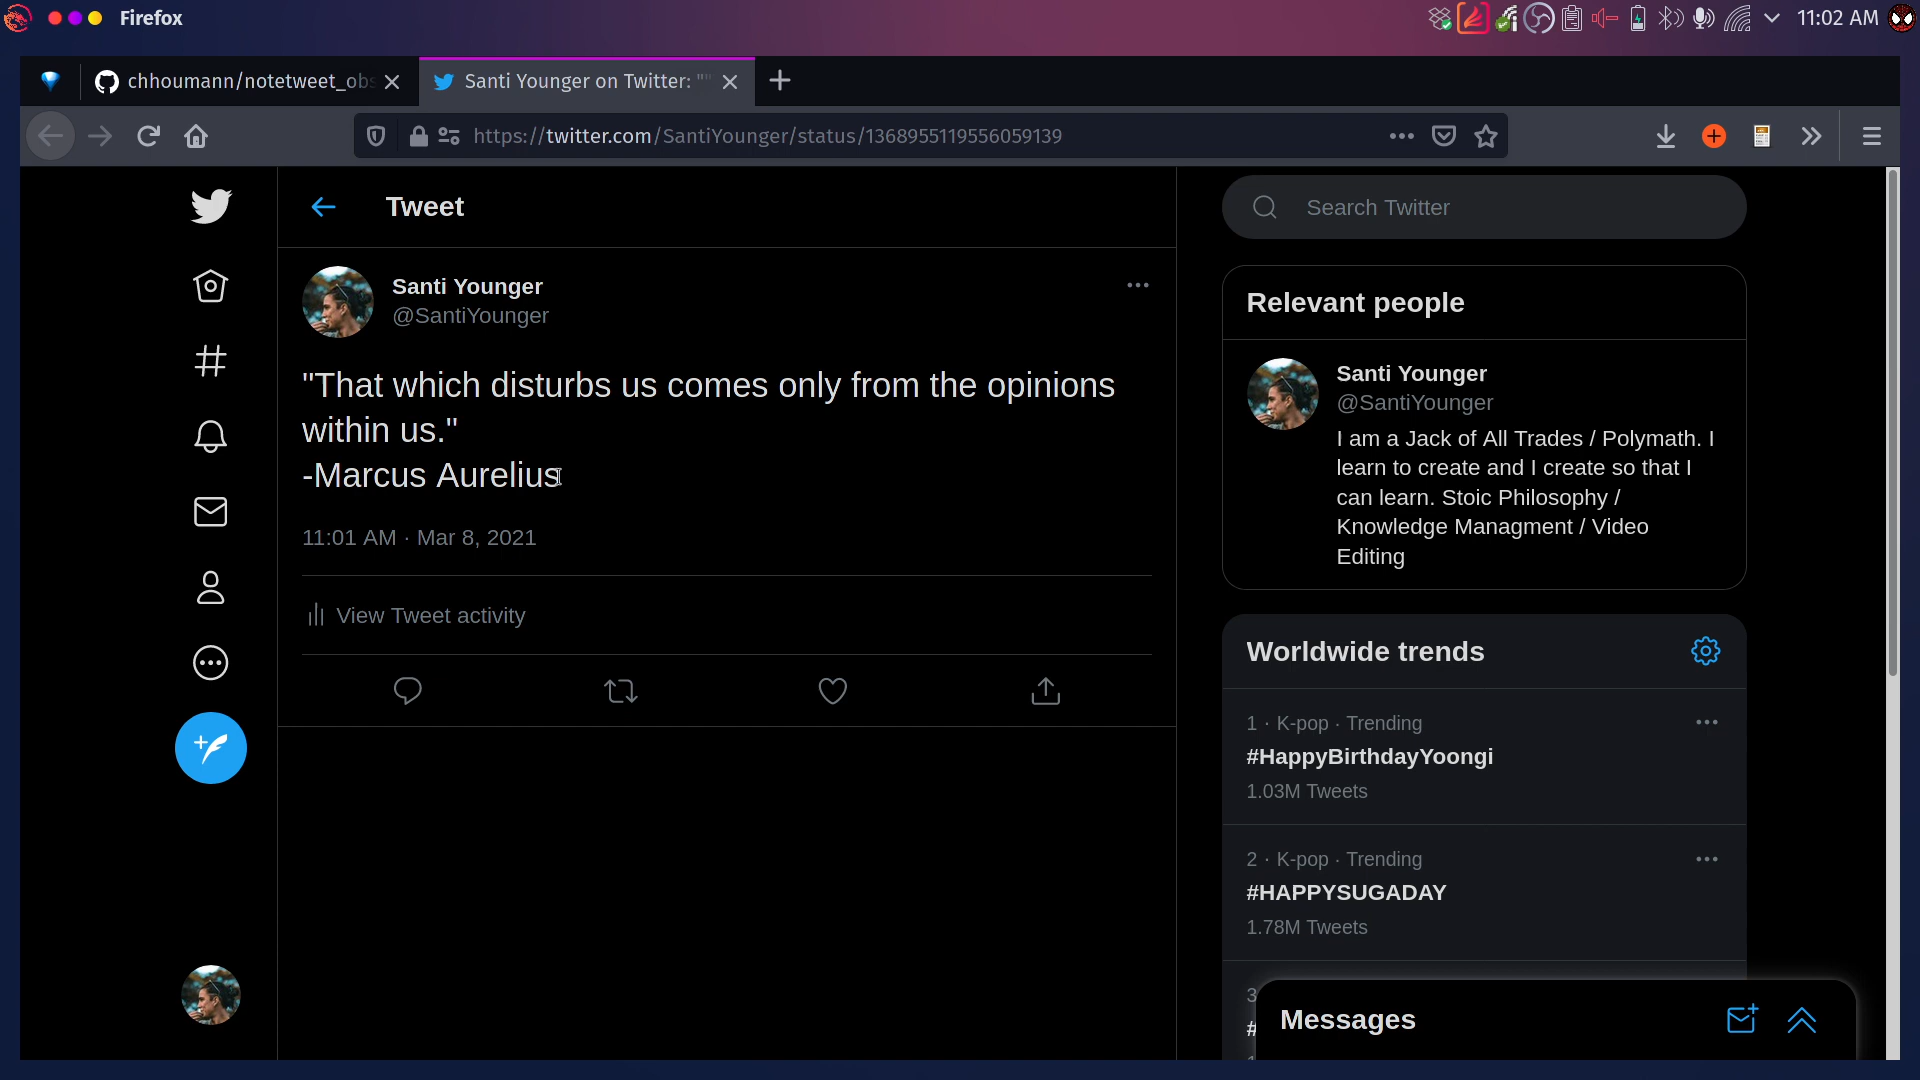 Firefox
11:02 AM
chhoumann/notetweet_obs
Santi Younger on Twitter: ""
https://twitter.com/SantiYounger/status/1368955119556059139
Tweet
Santi Younger
@SantiYounger
"That which disturbs us comes only from the opinions
within us."
-Marcus Aurelius
11:01 AM · Mar 8, 2021
View Tweet activity
Search Twitter
Relevant people
Santi Younger
@SantiYounger
I am a Jack of All Trades / Polymath. I
learn to create and I create so that I
can learn. Stoic Philosophy /
Knowledge Managment / Video
Editing
Worldwide trends
1 · K-pop · Trending
#HappyBirthdayYoongi
1.03M Tweets
2 · K-pop · Trending
#HAPPYSUGADAY
1.78M Tweets
3
#
Messages